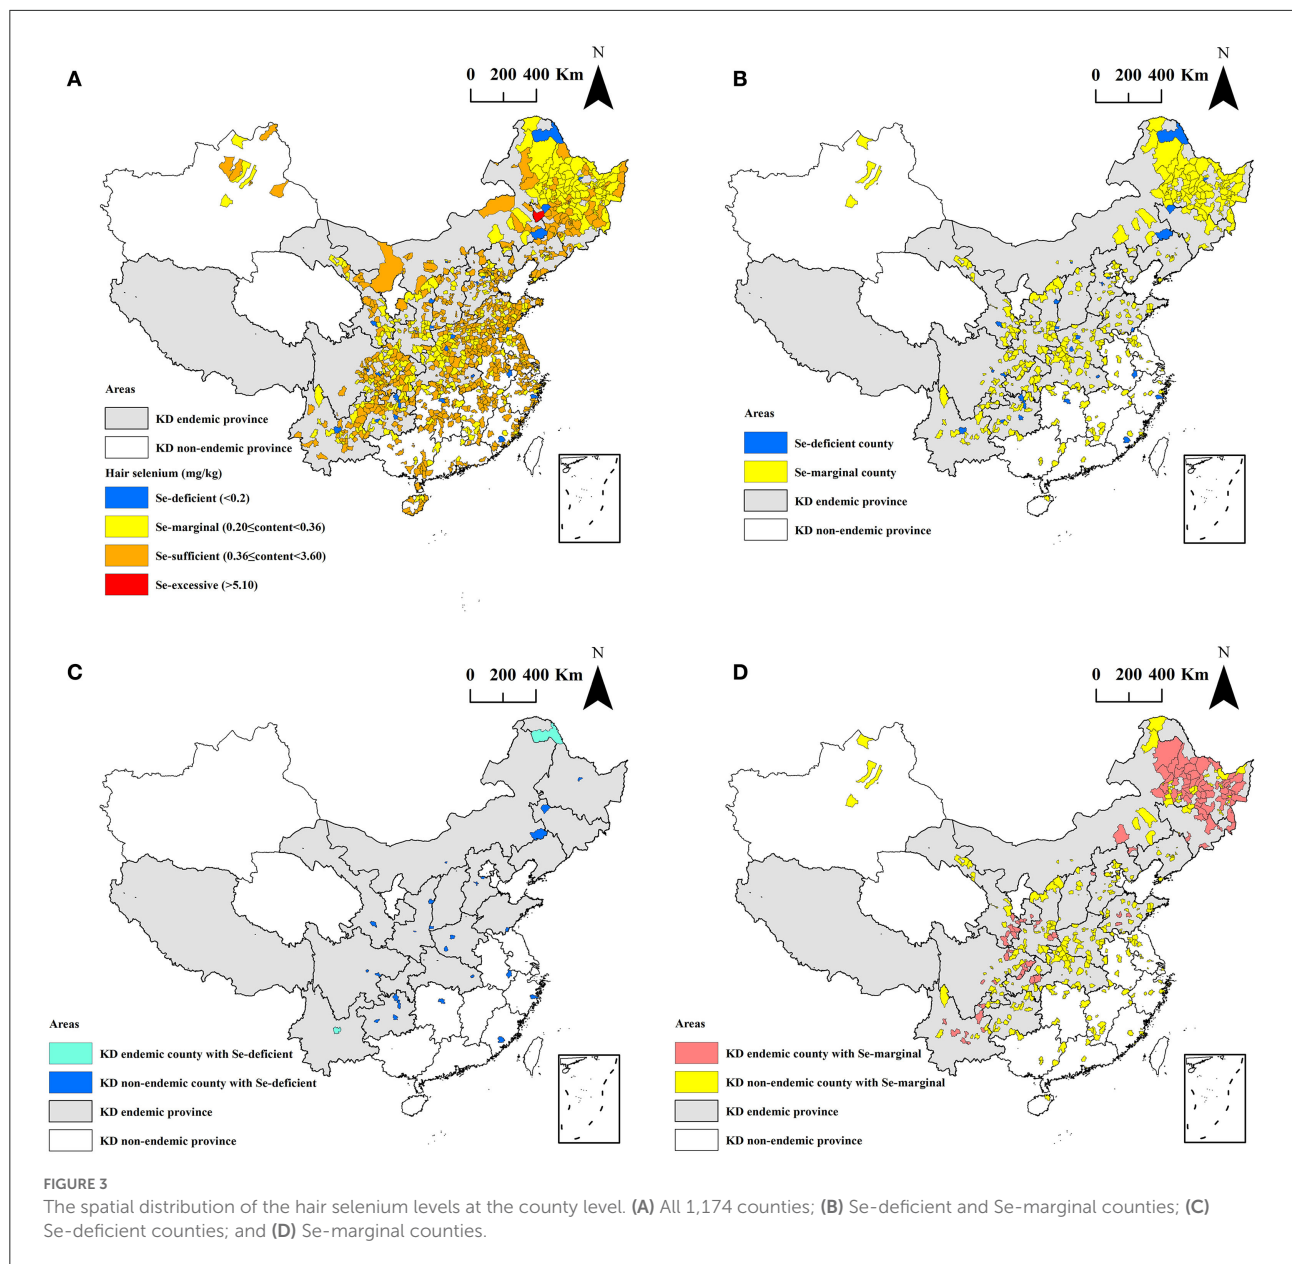 A
N
0 200 400 Km
Areas
KD endemic province
KD non-endemic province
Hair selenium (mg/kg)
Se-deficient (<0.2)
Se-marginal (0.20≤content<0.36)
Se-sufficient (0.36≤content<3.60)
Se-excessive (>5.10)
B
N
0 200 400 Km
Areas
Se-deficient county
Se-marginal county
KD endemic province
KD non-endemic province
C
N
0 200 400 Km
Areas
KD endemic county with Se-deficient
KD non-endemic county with Se-deficient
KD endemic province
KD non-endemic province
D
N
0 200 400 Km
Areas
KD endemic county with Se-marginal
KD non-endemic county with Se-marginal
KD endemic province
KD non-endemic province
FIGURE 3
The spatial distribution of the hair selenium levels at the county level. (A) All 1,174 counties; (B) Se-deficient and Se-marginal counties; (C)
Se-deficient counties; and (D) Se-marginal counties.